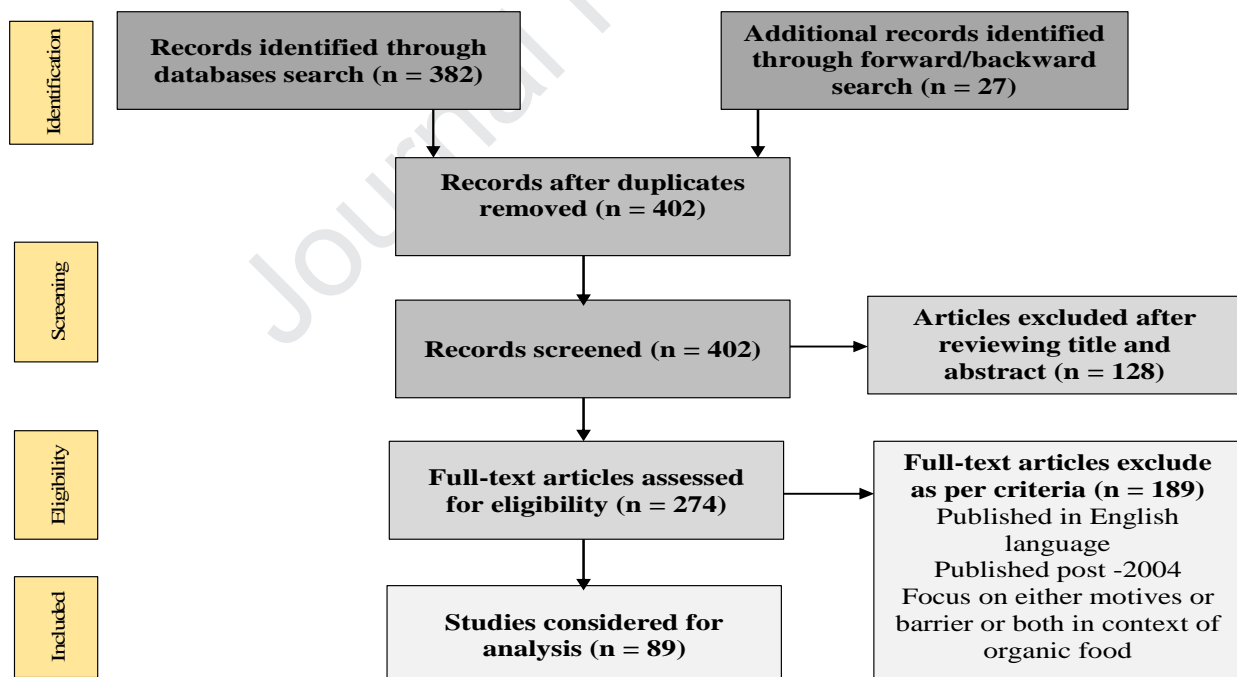 Identification
Records identified through
databases search (n = 382)
Additional records identified
through forward/backward
search (n = 27)
Records after duplicates
removed (n = 402)
Screening
Records screened (n = 402)
Articles excluded after
reviewing title and
abstract (n = 128)
Eligibility
Full-text articles assessed
for eligibility (n = 274)
Full-text articles exclude
as per criteria (n = 189)
Published in English
language
Published post -2004
Focus on either motives or
barrier or both in context of
organic food
Included
Studies considered for
analysis (n = 89)
Journal